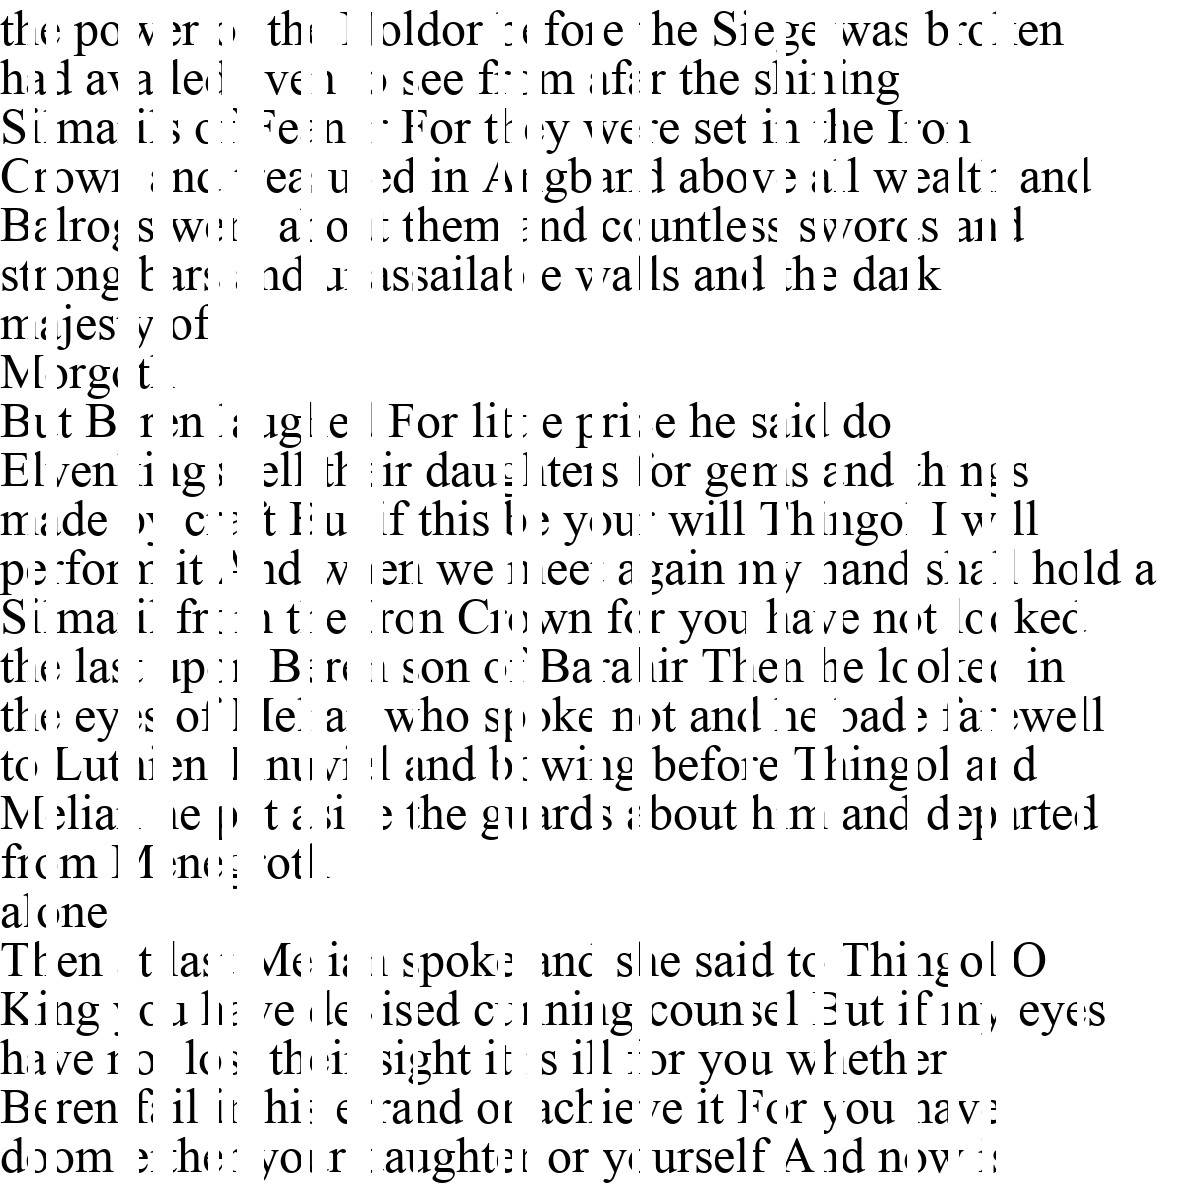 the power of the Noldor before the Siege was broken
had availed even to see from afar the shining
Silmarils of Feanor For they were set in the Iron
Crown and treasured in Angband above all wealth and
Balrogs were about them and countless swords and
strong bars and unassailable walls and the dark
majesty of
Morgoth
But Beren laughed For little price he said do
Elvenkings sell their daughters for gems and things
made by craft But if this be your will Thingol I will
perform it And when we meet again my hand shall hold a
Silmaril from the Iron Crown for you have not looked
the last upon Beren son of Barahir Then he looked in
the eyes of Melian who spoke not and he bade farewell
to Luthien Tinuviel and bowing before Thingol and
Melian he put aside the guards about him and departed
from Menegroth
alone
Then at last Melian spoke and she said to Thingol O
King you have devised cunning counsel But if my eyes
have not lost their sight it is ill for you whether
Beren fail in his errand or achieve it For you have
doomed either your daughter or yourself And now is